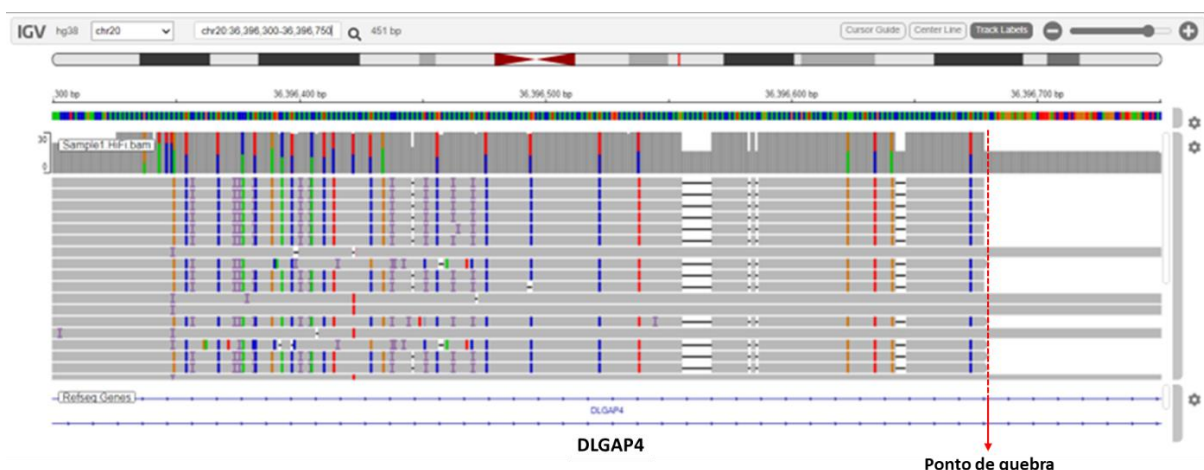 IGV hg38 chr20 chr20:36,396,300-36,396,750 451 bp Cursor Guide Center Line Track Labels
300 bp 36,396,400 bp 36,396,500 bp 36,396,600 bp 36,396,700 bp
30
Sample1 HiFi bam
0
Refseq Genes
DLGAP4
DLGAP4
Ponto de quebra